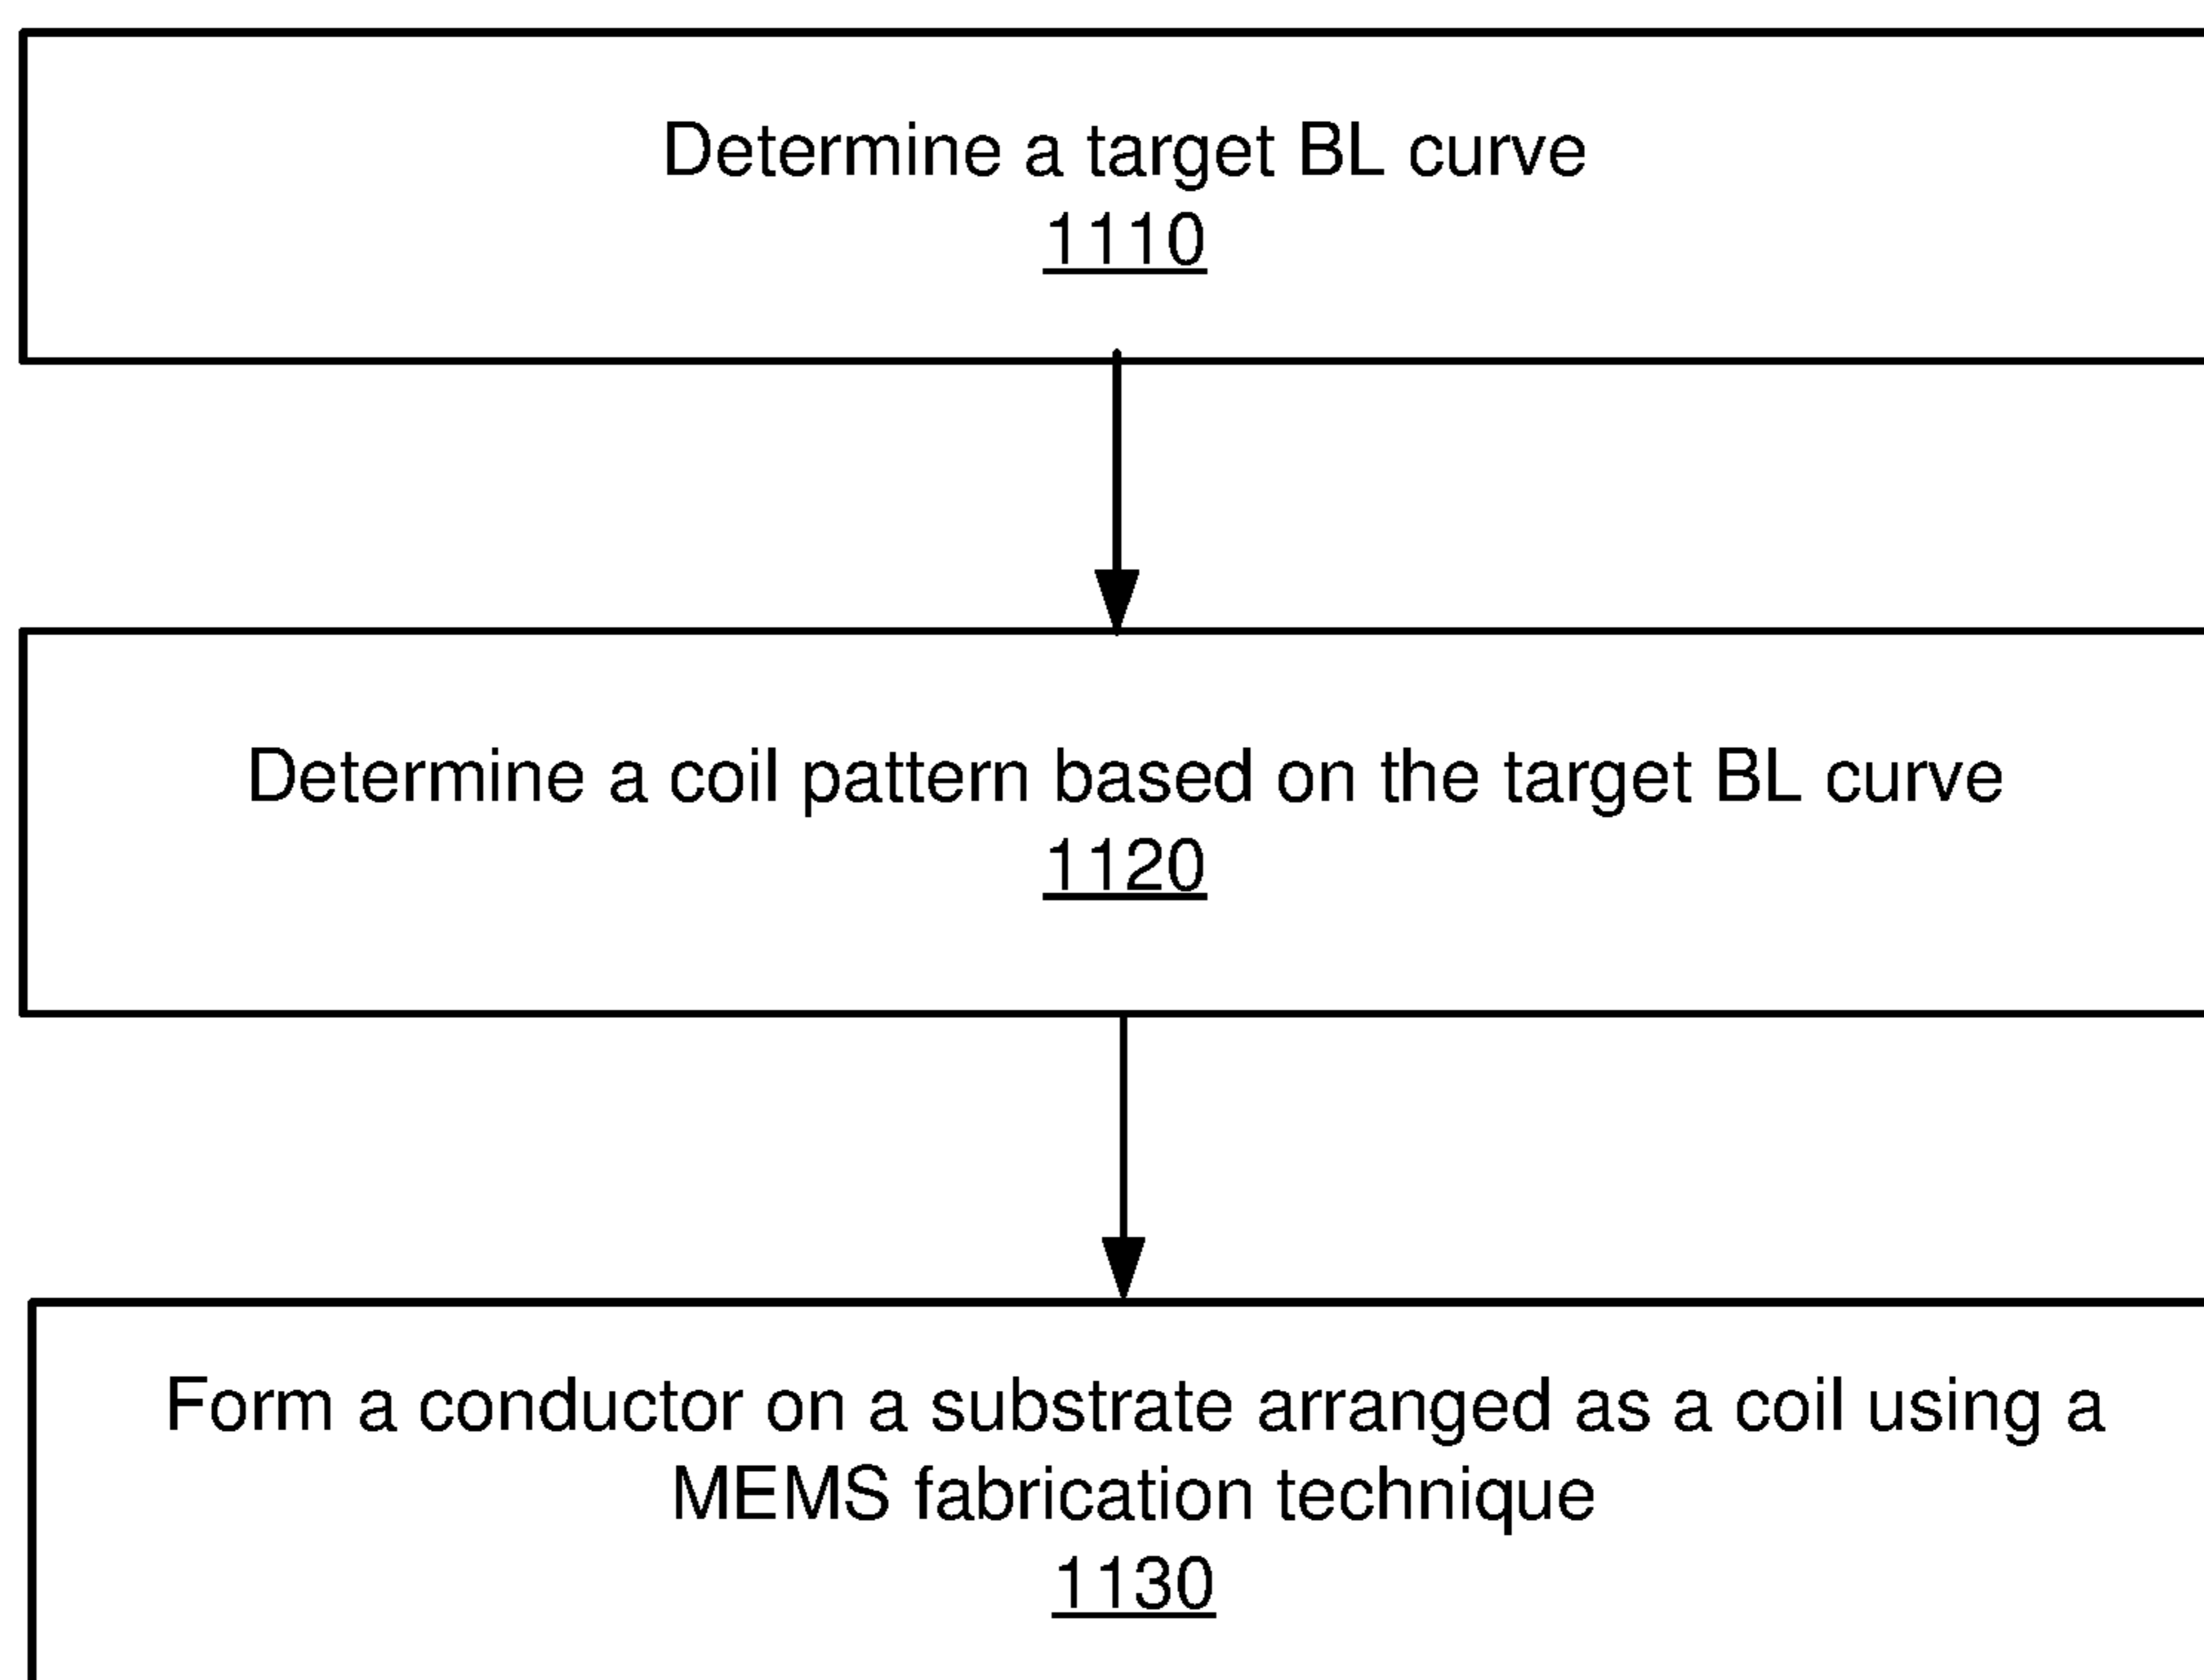 Determine a target BL curve
1110
Determine a coil pattern based on the target BL curve
1120
Form a conductor on a substrate arranged as a coil using a
MEMS fabrication technique
1130